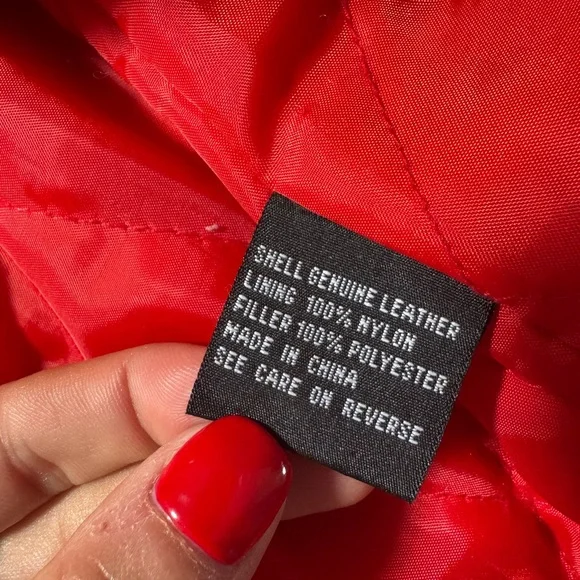 SHELL GENUINE LEATHER
LINING 100% NYLON
FILLER 100% POLYESTER
MADE IN CHINA
SEE CARE ON REVERSE